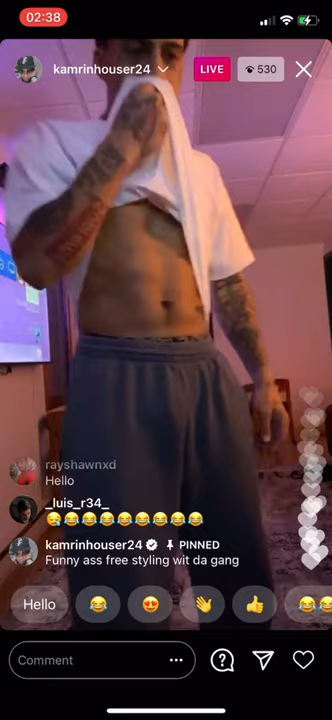 02:38
kamrinhouser24
LIVE
530
rayshawnxd
Hello
_luis_r34_
😪😂😂😂😂😂😂😂😂
kamrinhouser24 PINNED
Funny ass free styling wit da gang
Hello 😂 😍 👋 👍 😂😂
Comment